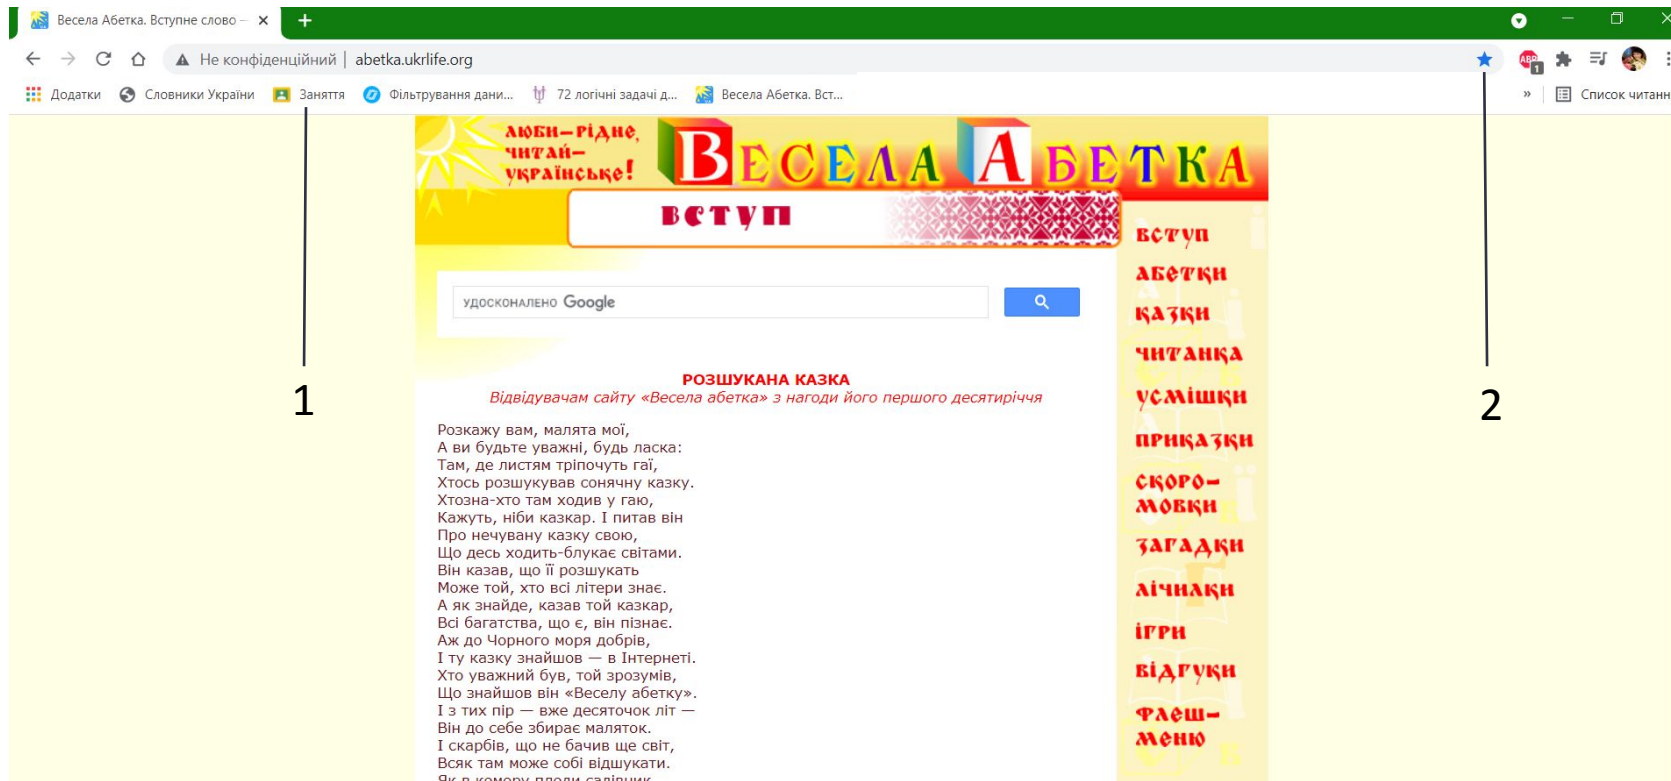 Весела Абетка. Вступне слово –
Не конфіденційний | abetka.ukrlife.org
ABP
1
Додатки Словники України Заняття Фільтрування дани... 72 логічні задачі д... Весела Абетка. Вст... » Список читанн
люби–рідне,
читай–
українське!
Весела Абетка
вступ
вступ
абетки
казки
читанка
усмішки
приказки
скоро–
мовки
загадки
лічилки
ігри
відгуки
флеш–
меню
УДОСКОНАЛЕНО Google
1
2
РОЗШУКАНА КАЗКА
Відвідувачам сайту «Весела абетка» з нагоди його першого десятиріччя
Розкажу вам, малята мої,
А ви будьте уважні, будь ласка:
Там, де листям тріпочуть гаї,
Хтось розшукував сонячну казку.
Хтозна-хто там ходив у гаю,
Кажуть, ніби казкар. І питав він
Про нечувану казку свою,
Що десь ходить-блукає світами.
Він казав, що її розшукать
Може той, хто всі літери знає.
А як знайде, казав той казкар,
Всі багатства, що є, він пізнає.
Аж до Чорного моря добрів,
І ту казку знайшов — в Інтернеті.
Хто уважний був, той зрозумів,
Що знайшов він «Веселу абетку».
І з тих пір — вже десяточок літ —
Він до себе збирає маляток.
І скарбів, що не бачив ще світ,
Всяк там може собі відшукати.
Як в комору плоди садівник